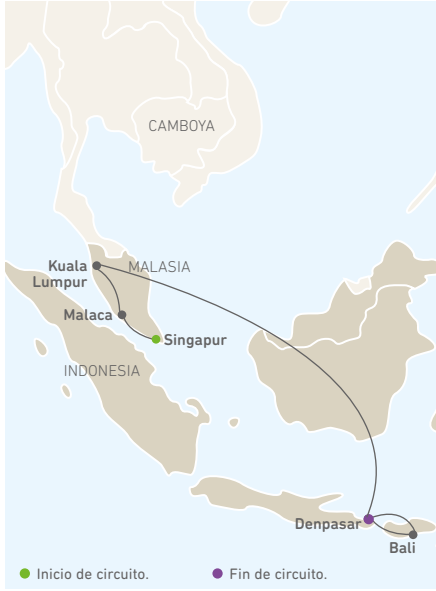 CAMBOYA
Kuala
Lumpur
MALASIA
Malaca
Singapur
INDONESIA
Denpasar
Bali
Inicio de circuito.
Fin de circuito.